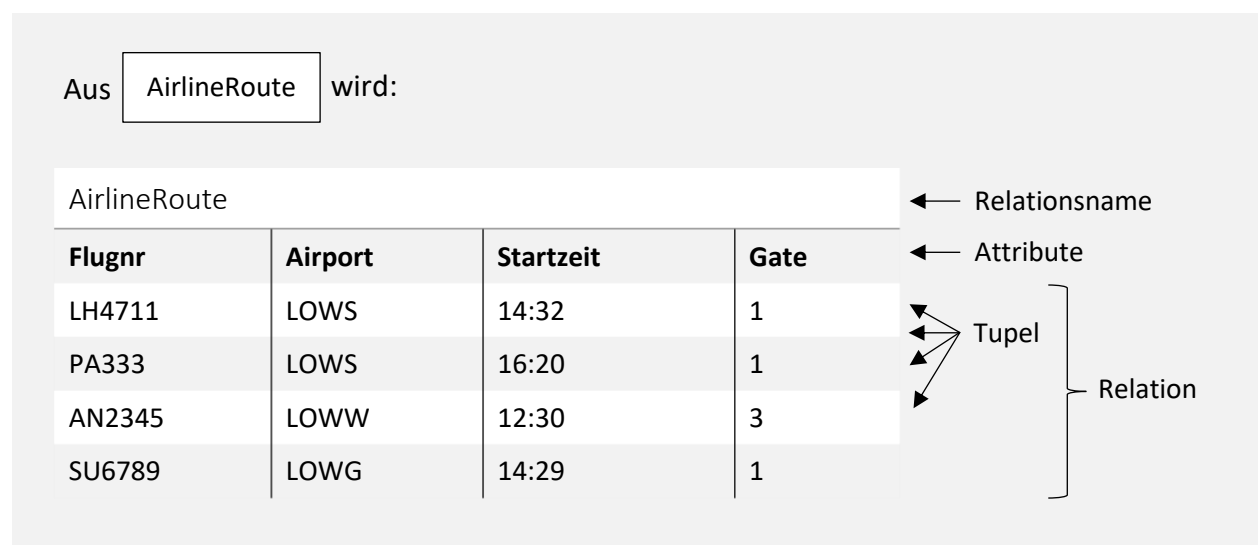 Aus AirlineRoute wird:
AirlineRoute Relationsname
Flugnr Airport Startzeit Gate Attribute
LH4711 LOWS 14:32 1
Tupel
PA333 LOWS 16:20 1
Relation
AN2345 LOWW 12:30 3
SU6789 LOWG 14:29 1